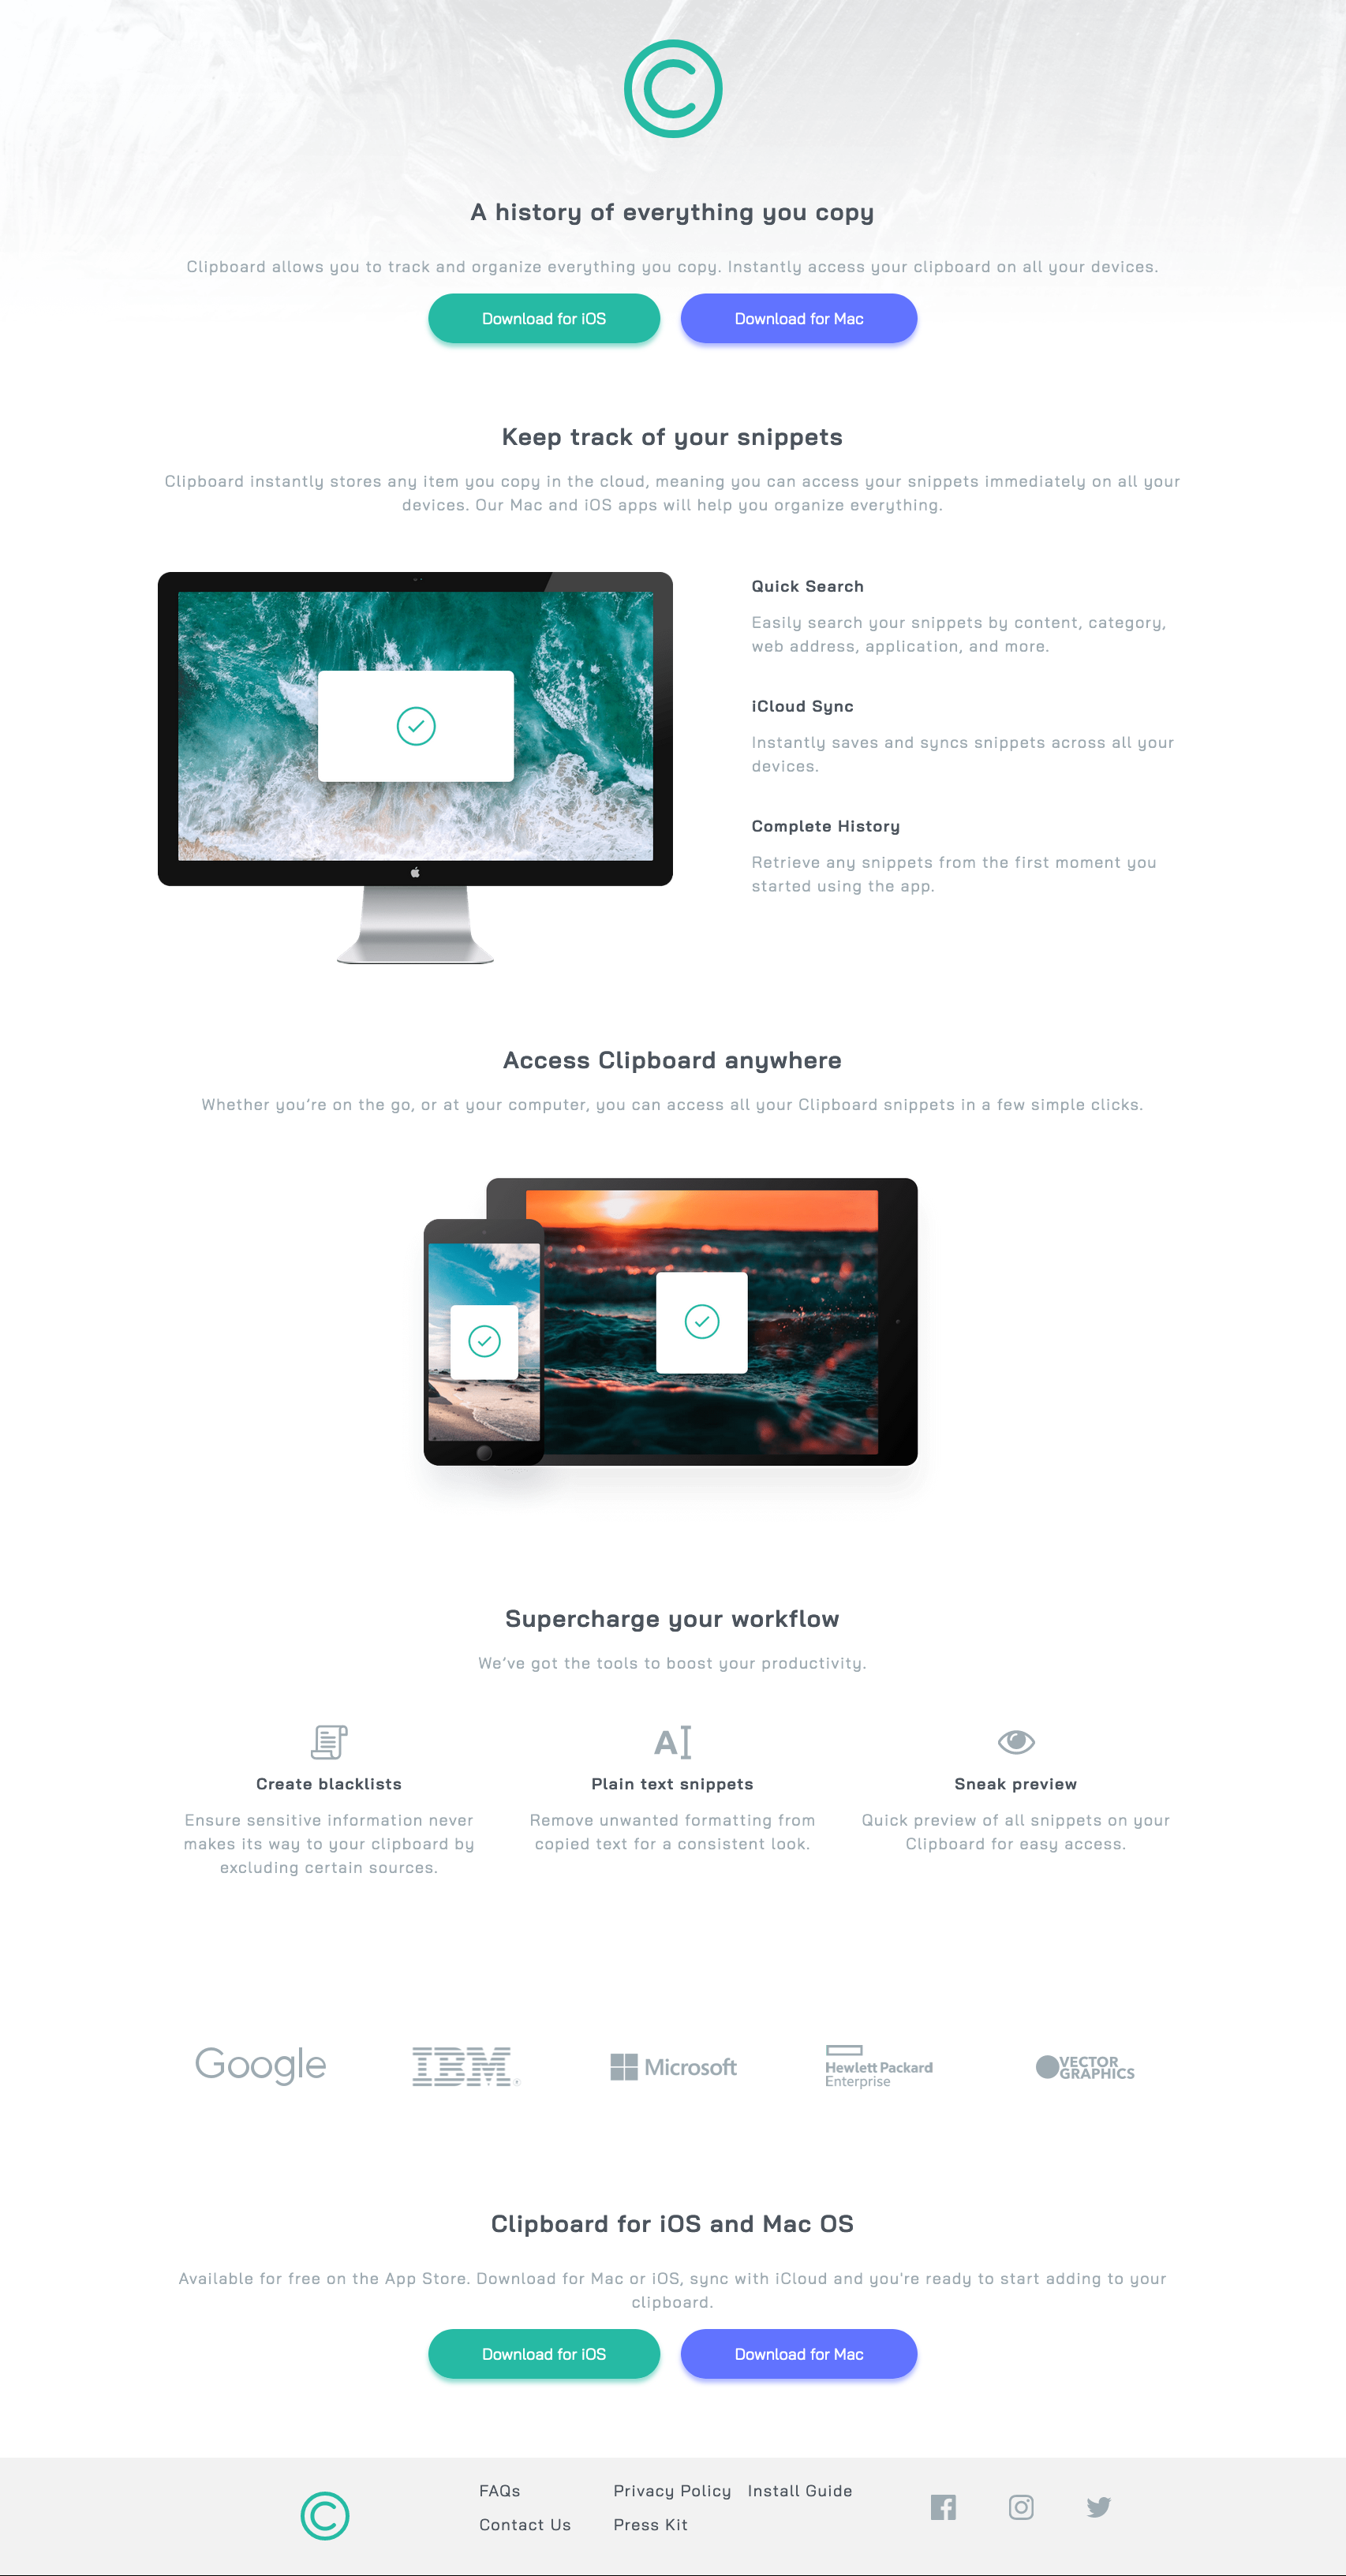 A history of everything you copy
Clipboard allows you to track and organize everything you copy. Instantly access your clipboard on all your devices.
Download for iOS
Download for Mac
Keep track of your snippets
Clipboard instantly stores any item you copy in the cloud, meaning you can access your snippets immediately on all your
devices. Our Mac and iOS apps will help you organize everything.
Quick Search
Easily search your snippets by content, category,
web address, application, and more.
iCloud Sync
Instantly saves and syncs snippets across all your
devices.
Complete History
Retrieve any snippets from the first moment you
started using the app.
Access Clipboard anywhere
Whether you’re on the go, or at your computer, you can access all your Clipboard snippets in a few simple clicks.
Supercharge your workflow
We’ve got the tools to boost your productivity.
A
Create blacklists
Ensure sensitive information never
makes its way to your clipboard by
excluding certain sources.
Plain text snippets
Remove unwanted formatting from
copied text for a consistent look.
Sneak preview
Quick preview of all snippets on your
Clipboard for easy access.
Google
IBM
Microsoft
Hewlett Packard
Enterprise
VECTOR
GRAPHICS
Clipboard for iOS and Mac OS
Available for free on the App Store. Download for Mac or iOS, sync with iCloud and you're ready to start adding to your
clipboard.
Download for iOS
Download for Mac
FAQs
Privacy Policy
Install Guide
Contact Us
Press Kit